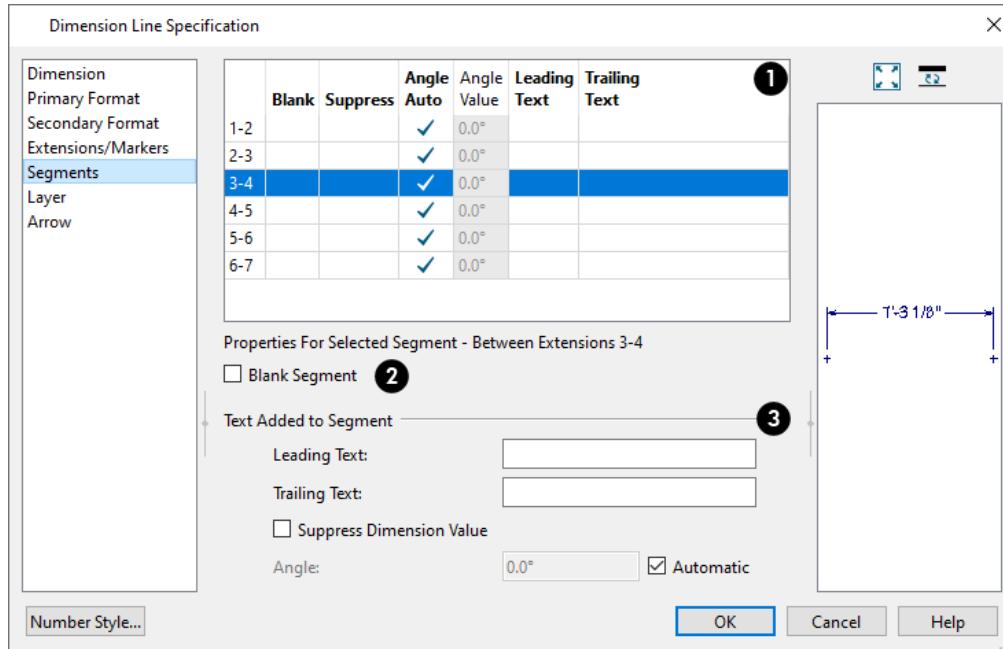 Dimension Line Specification
Dimension
Primary Format
Secondary Format
Extensions/Markers
Segments
Layer
Arrow
Angle Angle Leading Trailing
Blank Suppress Auto Value Text Text
1
1-2 0.0°
2-3 0.0°
3-4 0.0°
4-5 0.0°
5-6 0.0°
6-7 0.0°
Properties For Selected Segment - Between Extensions 3-4
Blank Segment 2
Text Added to Segment 3
Leading Text:
Trailing Text:
Suppress Dimension Value
Angle: 0.0° Automatic
1'-3 1/8"
Number Style... OK Cancel Help